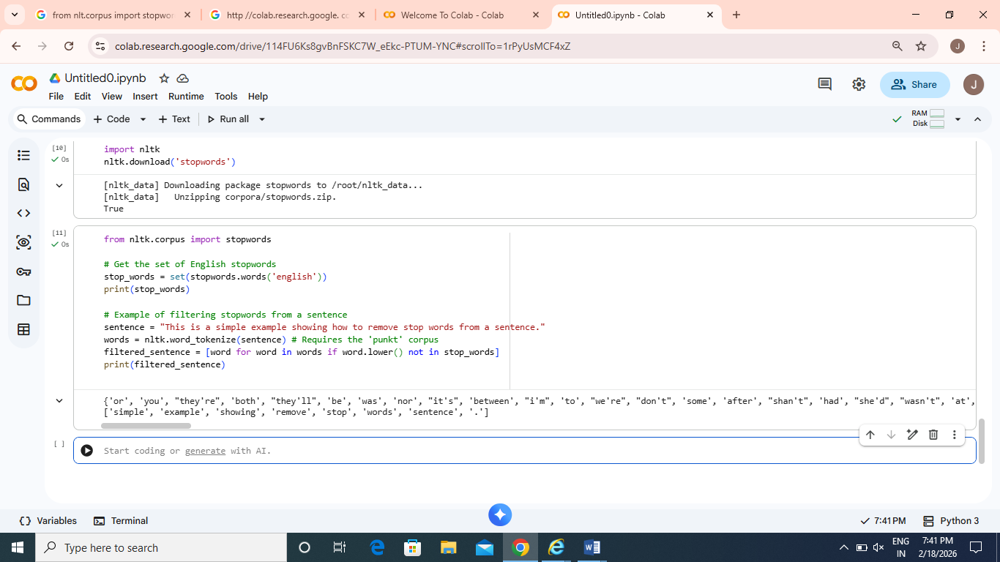 from nlt.corpus import stopwor
http://colab.research.google. co
Welcome To Colab - Colab
Untitled0.ipynb - Colab
colab.research.google.com/drive/114FU6Ks8gvBnFSKC7W_eEkc-PTUM-YNC#scrollTo=1rPyUsMCF4xZ
J
Untitled0.ipynb
File Edit View Insert Runtime Tools Help
Share
J
Commands + Code + Text Run all
RAM
Disk
[10]
0s
import nltk
nltk.download('stopwords')
[nltk_data] Downloading package stopwords to /root/nltk_data...
[nltk_data]   Unzipping corpora/stopwords.zip.
True
[11]
0s
from nltk.corpus import stopwords
# Get the set of English stopwords
stop_words = set(stopwords.words('english'))
print(stop_words)
# Example of filtering stopwords from a sentence
sentence = "This is a simple example showing how to remove stop words from a sentence."
words = nltk.word_tokenize(sentence) # Requires the 'punkt' corpus
filtered_sentence = [word for word in words if word.lower() not in stop_words]
print(filtered_sentence)
{'or', 'you', "they're", 'both', "they'll", 'be', 'was', 'nor', "it's", 'between', "i'm", 'to', "we're", "don't", 'some', 'after', "shan't", 'had', "she'd", "wasn't", 'at',
['simple', 'example', 'showing', 'remove', 'stop', 'words', 'sentence', '.']
[ ]
Start coding or generate with AI.
Variables Terminal
7:41 PM Python 3
Type here to search
ENG
IN
7:41 PM
2/18/2026